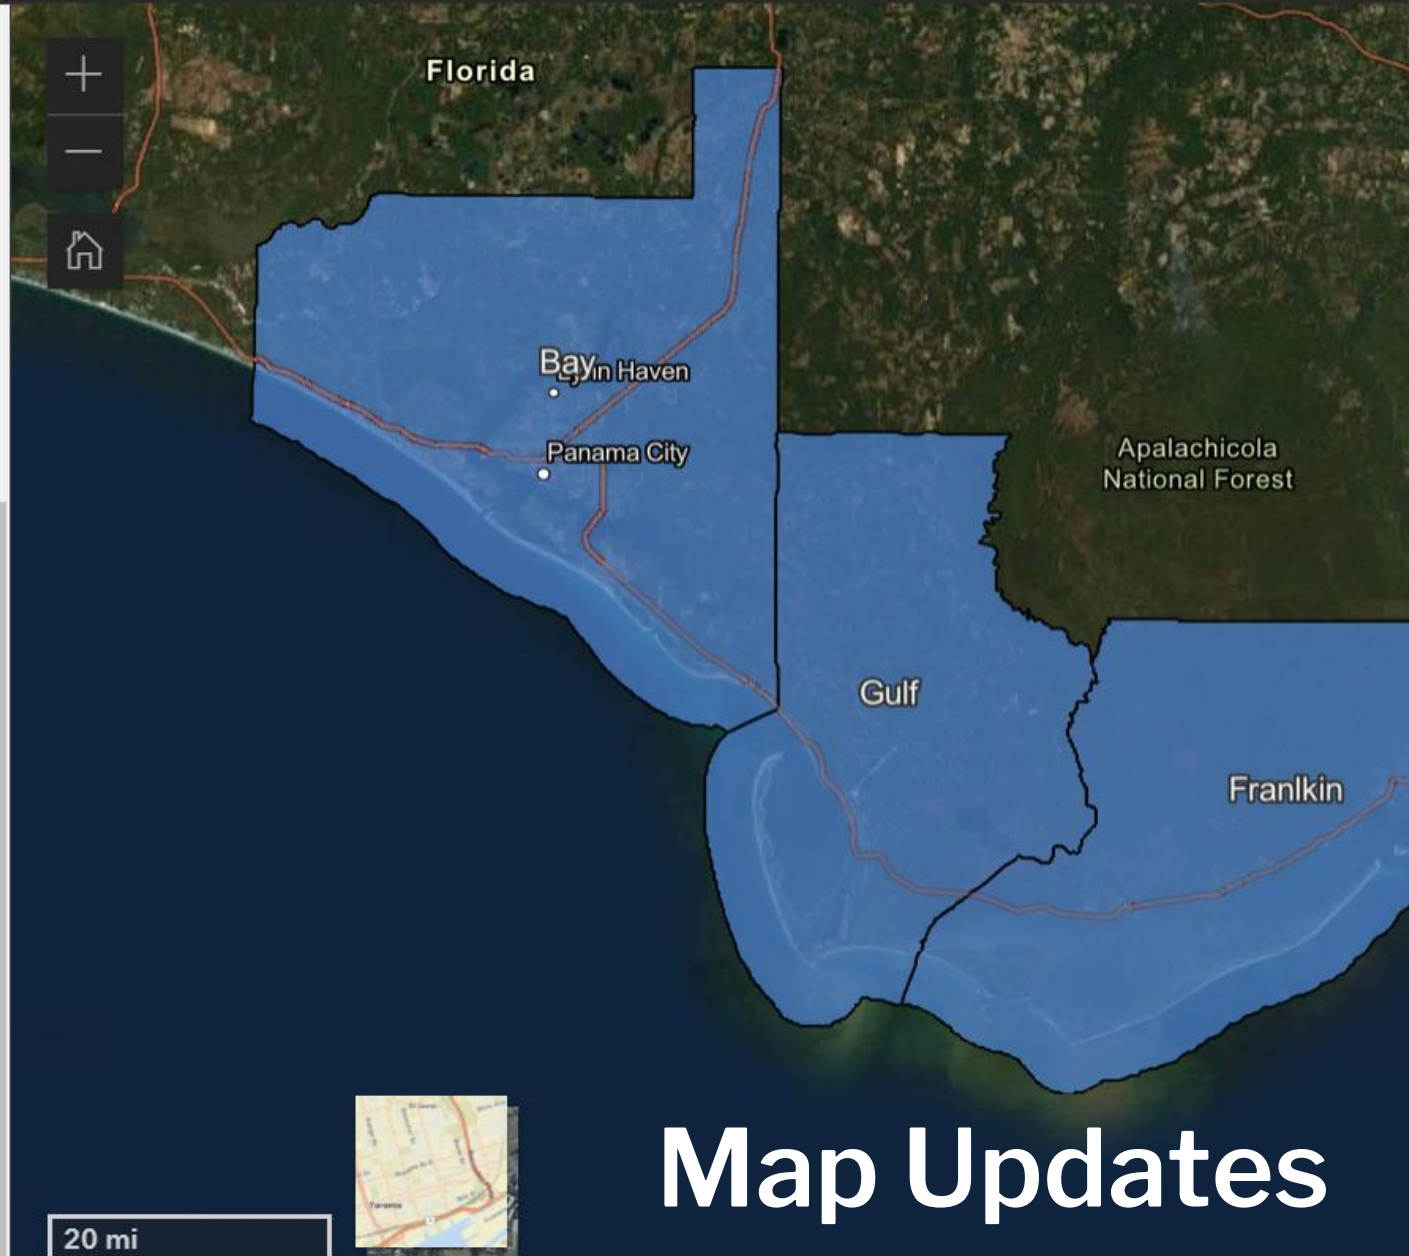 Florida
Bay
Lynn Haven
Panama City
Apalachicola
National Forest
Gulf
Franlkin
Map Updates
20 mi